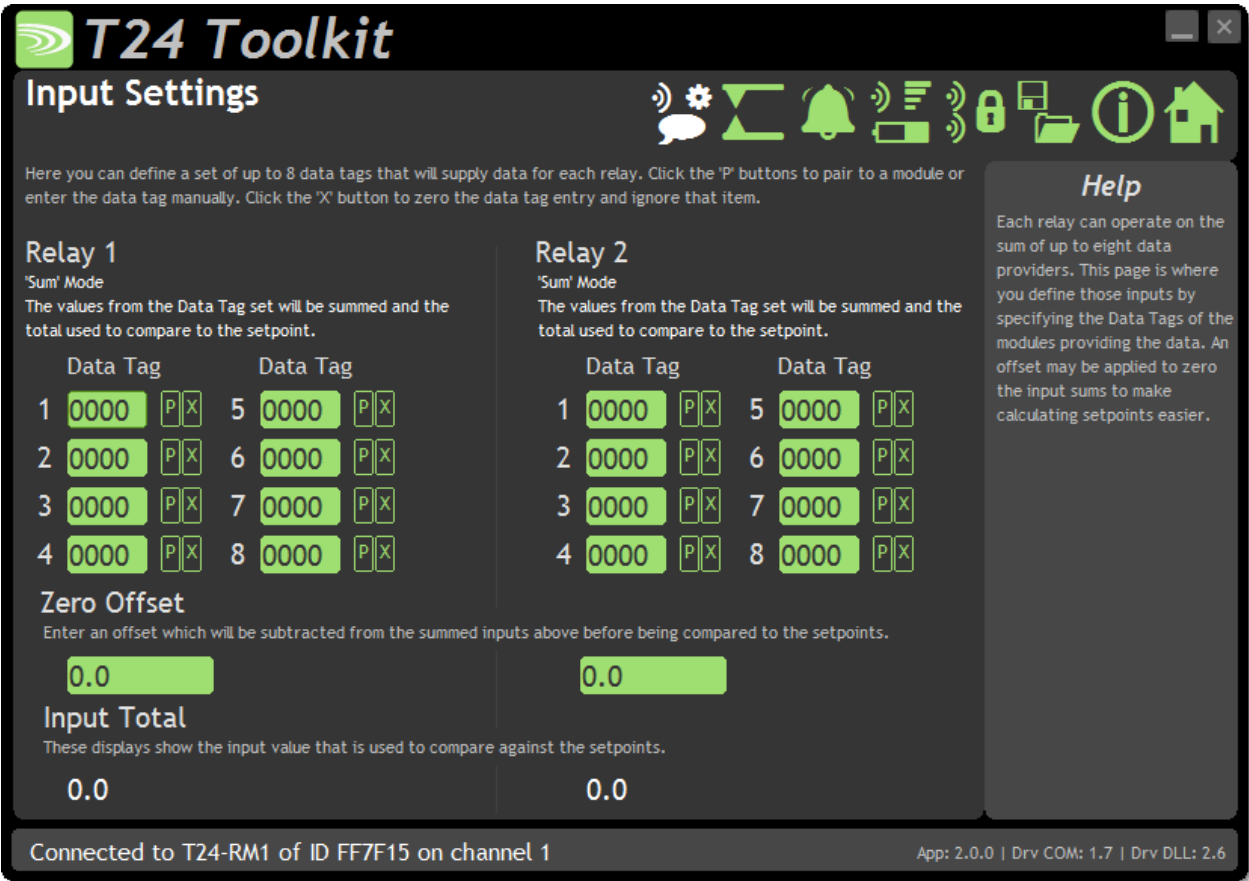 T24 Toolkit
Input Settings
Here you can define a set of up to 8 data tags that will supply data for each relay. Click the 'P' buttons to pair to a module or
enter the data tag manually. Click the 'X' button to zero the data tag entry and ignore that item.
Relay 1
'Sum' Mode
The values from the Data Tag set will be summed and the
total used to compare to the setpoint.
Data Tag Data Tag
1 0000 P X 5 0000 P X
2 0000 P X 6 0000 P X
3 0000 P X 7 0000 P X
4 0000 P X 8 0000 P X
Relay 2
'Sum' Mode
The values from the Data Tag set will be summed and the
total used to compare to the setpoint.
Data Tag Data Tag
1 0000 P X 5 0000 P X
2 0000 P X 6 0000 P X
3 0000 P X 7 0000 P X
4 0000 P X 8 0000 P X
Zero Offset
Enter an offset which will be subtracted from the summed inputs above before being compared to the setpoints.
0.0 0.0
Input Total
These displays show the input value that is used to compare against the setpoints.
0.0 0.0
Help
Each relay can operate on the
sum of up to eight data
providers. This page is where
you define those inputs by
specifying the Data Tags of the
modules providing the data. An
offset may be applied to zero
the input sums to make
calculating setpoints easier.
Connected to T24-RM1 of ID FF7F15 on channel 1
App: 2.0.0 | Drv COM: 1.7 | Drv DLL: 2.6